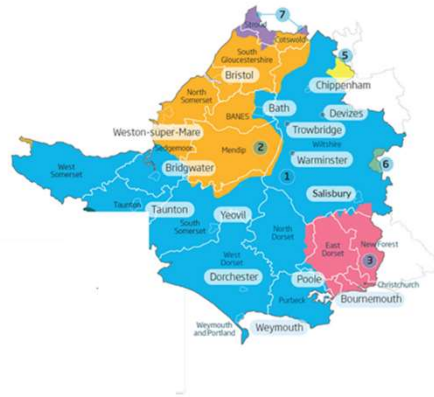 7
Stroud
Cotswold
South
Gloucestershire
5
Bristol
Chippenham
North
Somerset
Bath
Devizes
BANES
Trowbridge
Weston-super-Mare
Wiltshire
Sedgemoor
Mendip
2
Warminster
6
West
Somerset
Bridgwater
1
Salisbury
Taunton
Taunton
Yeovil
South
Somerset
North
Dorset
East
Dorset
New Forest
West
Dorset
3
Dorchester
Poole
Christchurch
Purbeck
Bournemouth
Weymouth
and Portland
Weymouth